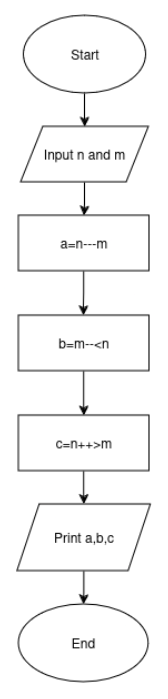 Start
Input n and m
a=n---m
b=m--<n
c=n++>m
Print a,b,c
End